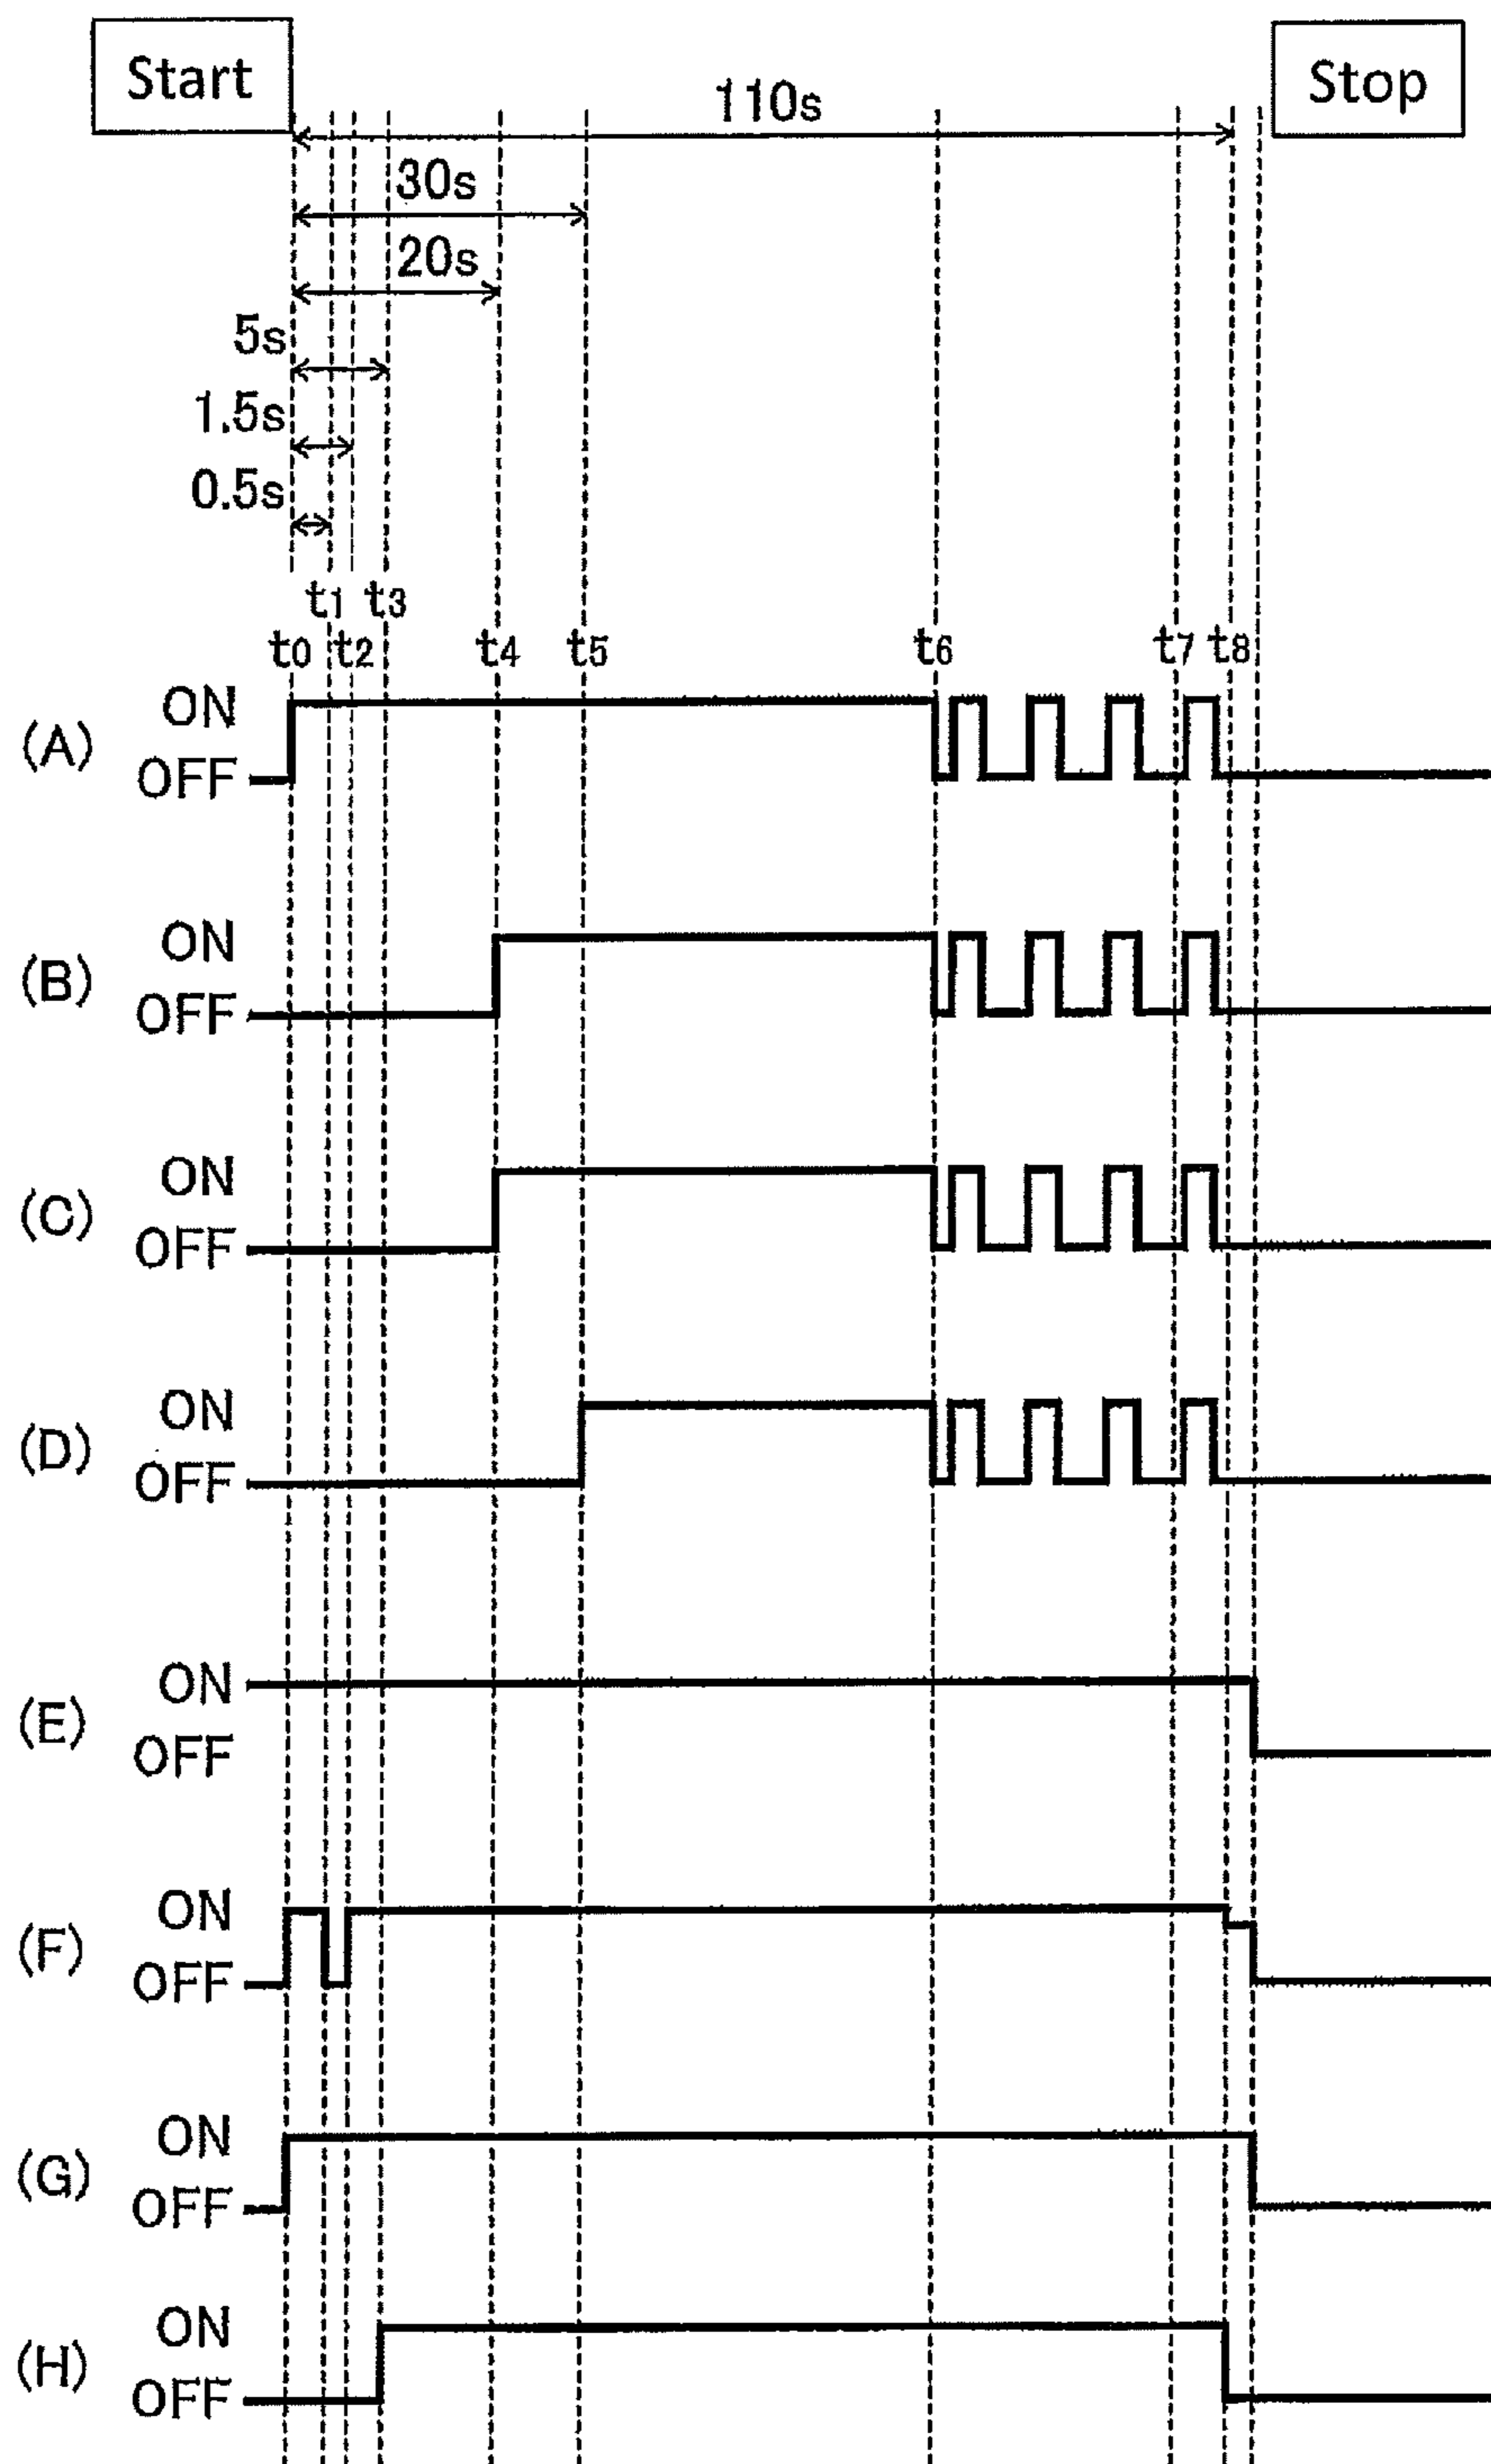 Start
Stop
110s
30s
20s
5s
1.5s
0.5s
t1 t3
t0 t2 t4 t5 t6 t7 t8
(A) ON
OFF
(B) ON
OFF
(C) ON
OFF
(D) ON
OFF
(E) ON
OFF
(F) ON
OFF
(G) ON
OFF
(H) ON
OFF